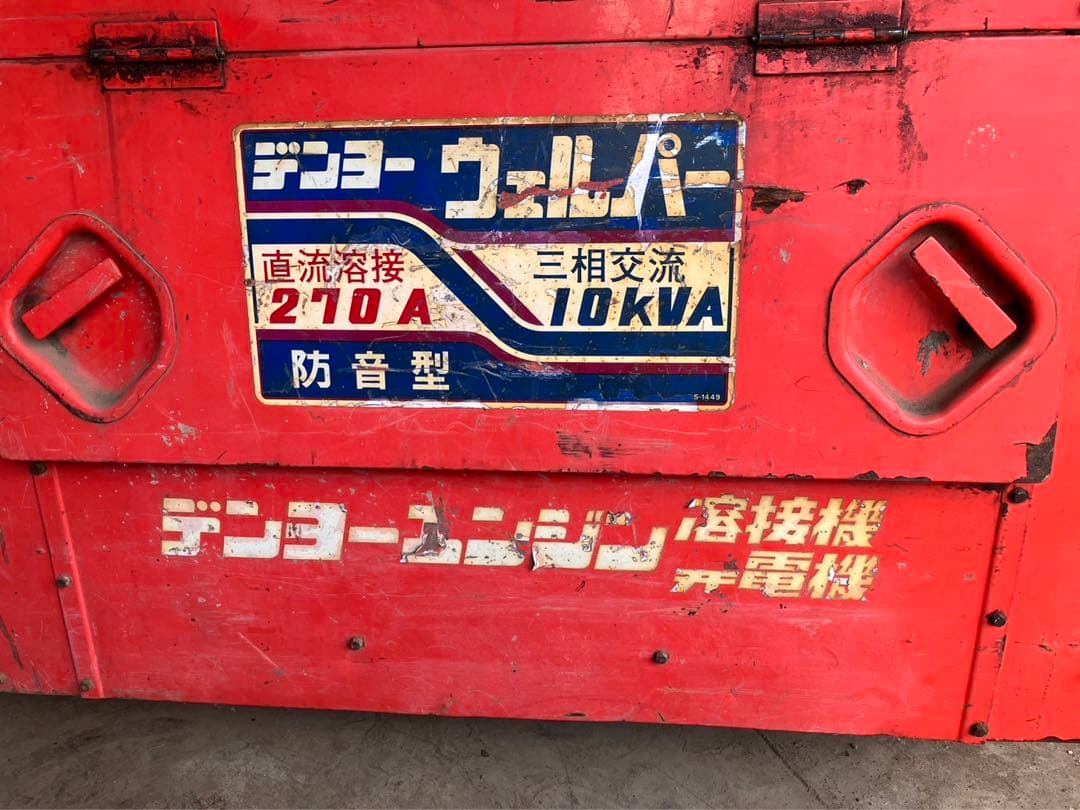 デンヨー ウェルパー
直流溶接 三相交流
270A 10KVA
防音型
S-1449
デンヨーエンジン 溶接機
発電機